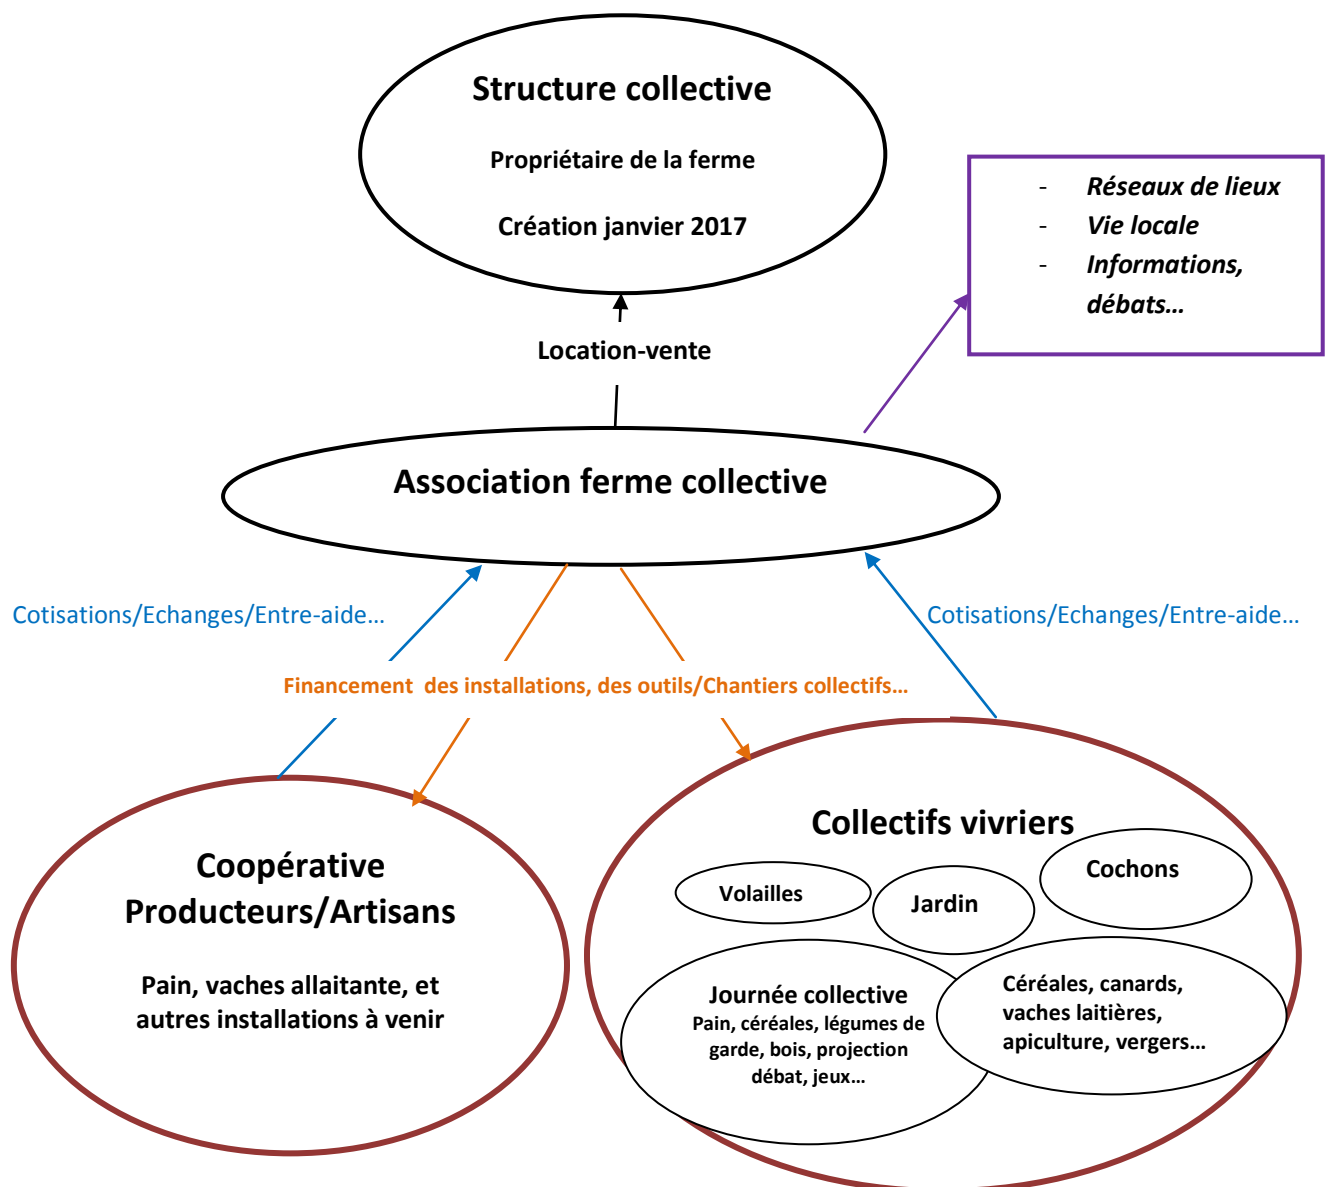 Structure collective
Propriétaire de la ferme
Création janvier 2017
- Réseaux de lieux
- Vie locale
- Informations,
débats…
Location-vente
Association ferme collective
Cotisations/Echanges/Entre-aide…
Cotisations/Echanges/Entre-aide…
Financement des installations, des outils/Chantiers collectifs…
Coopérative
Producteurs/Artisans
Pain, vaches allaitante, et
autres installations à venir
Collectifs vivriers
Volailles
Jardin
Cochons
Journée collective
Pain, céréales, légumes de
garde, bois, projection
débat, jeux…
Céréales, canards,
vaches laitières,
apiculture, vergers…